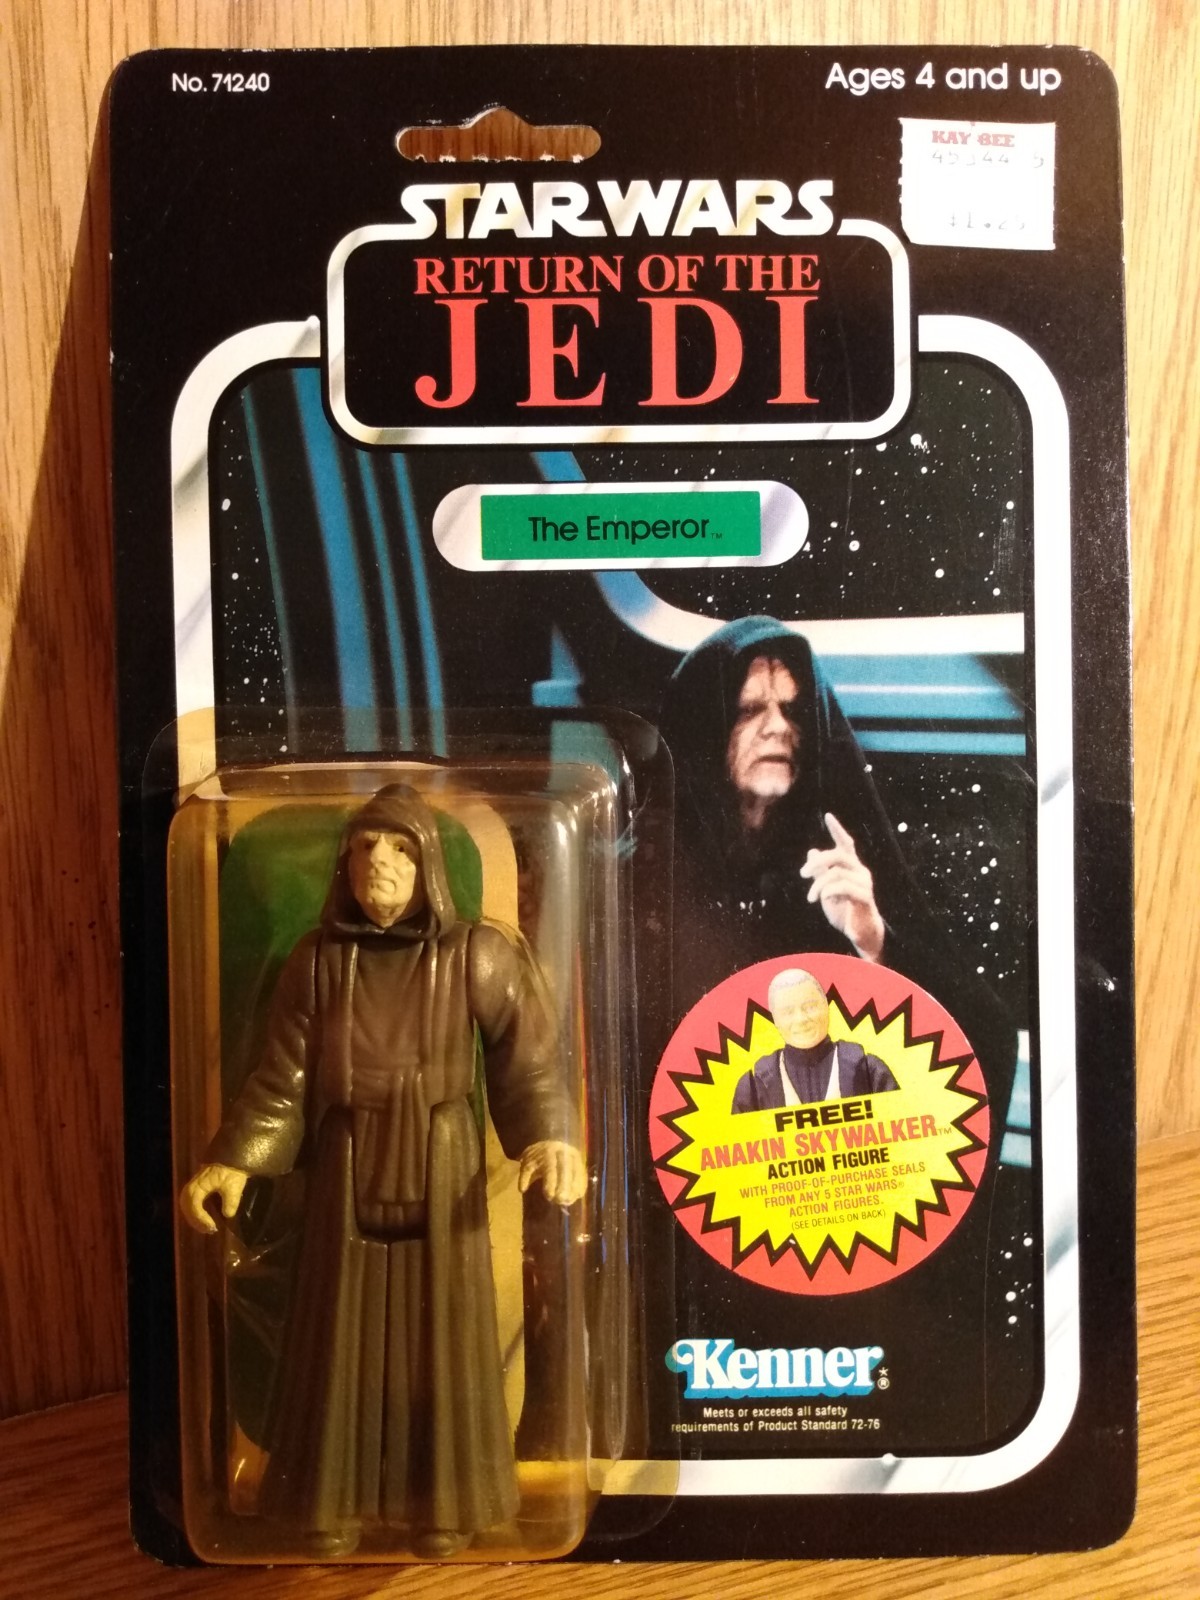 No. 71240
Ages 4 and up
KAY BEE
STAR WARS
RETURN OF THE
JEDI
TM
The Emperor™
FREE!
ANAKIN SKYWALKER™
ACTION FIGURE
WITH PROOF-OF-PURCHASE SEALS
FROM ANY 5 STAR WARS®
ACTION FIGURES.
(SEE DETAILS ON BACK)
Kenner®
Meets or exceeds all safety
requirements of Product Standard 72-76